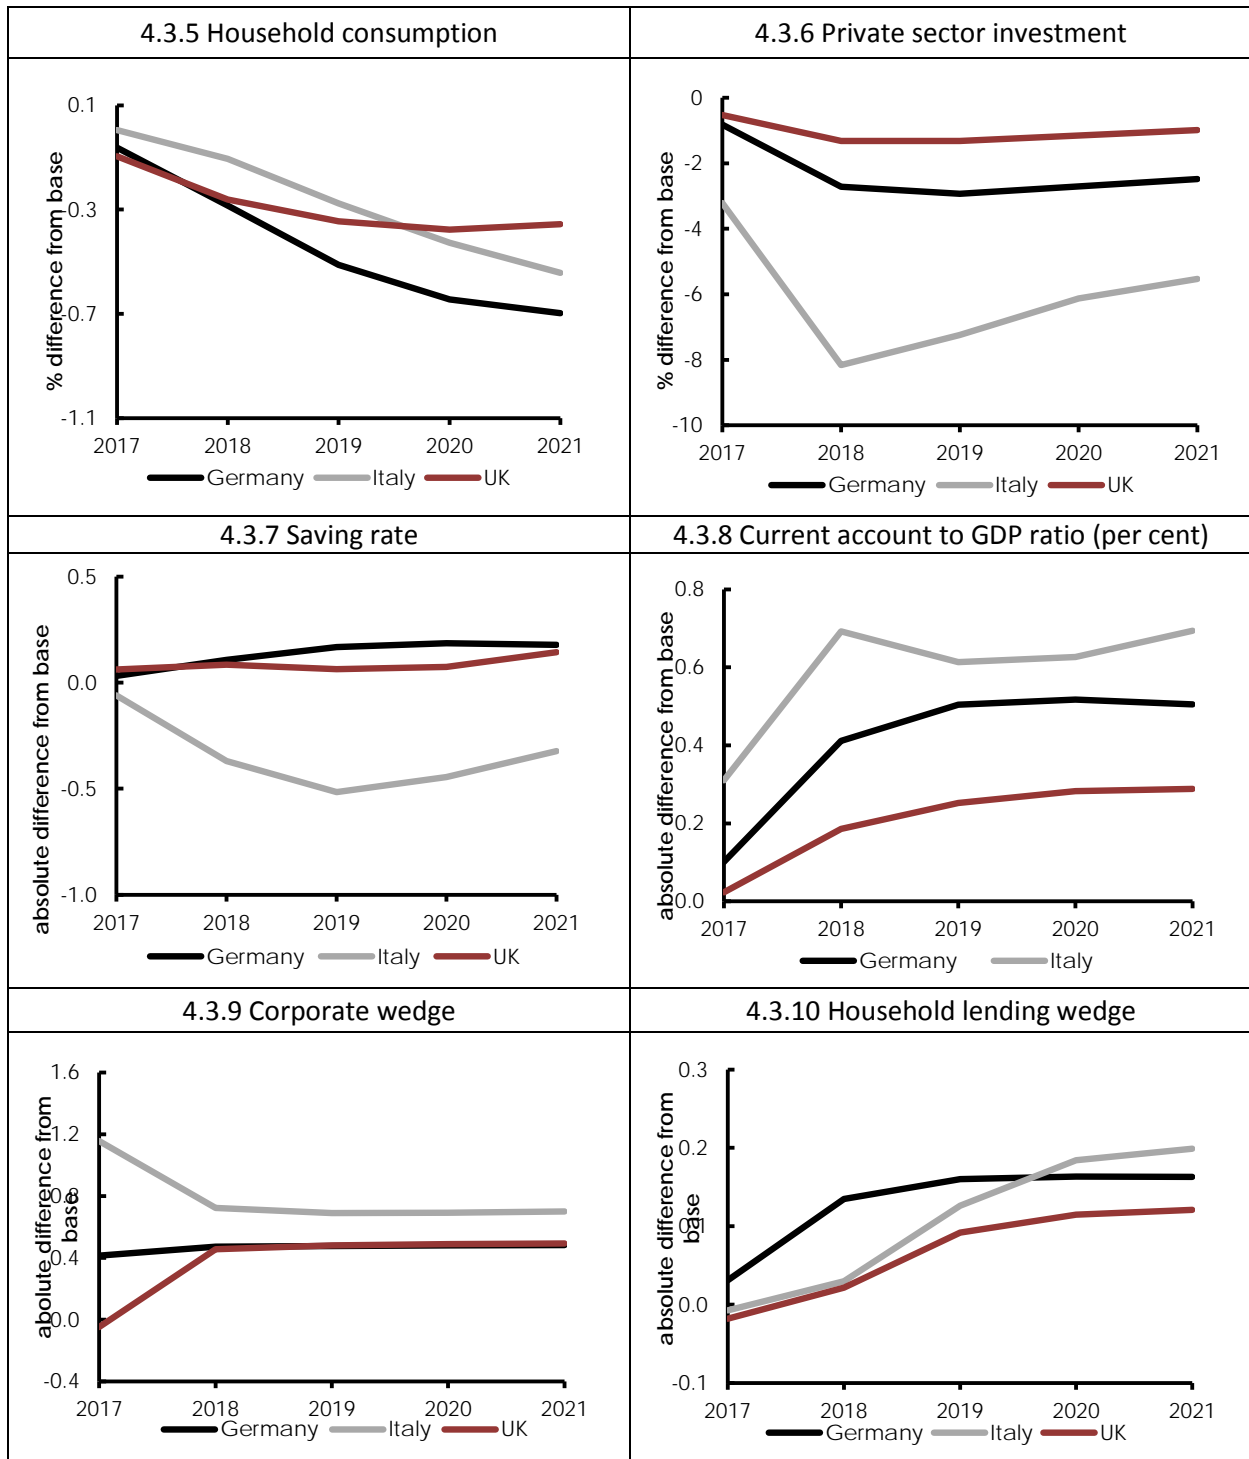 4.3.5 Household consumption
4.3.6 Private sector investment
% difference from base
0.1
-0.3
-0.7
-1.1
2017 2018 2019 2020 2021
Germany Italy UK
% difference from base
0
-2
-4
-6
-8
-10
2017 2018 2019 2020 2021
Germany Italy UK
4.3.7 Saving rate
4.3.8 Current account to GDP ratio (per cent)
absolute difference from base
0.5
0.0
-0.5
-1.0
2017 2018 2019 2020 2021
Germany Italy UK
absolute difference from base
0.8
0.6
0.4
0.2
0.0
2017 2018 2019 2020 2021
Germany Italy
4.3.9 Corporate wedge
4.3.10 Household lending wedge
abolute difference from
base
1.6
1.2
0.8
0.4
0.0
-0.4
2017 2018 2019 2020 2021
Germany Italy UK
absolute difference from
base
0.3
0.2
0.1
0.0
-0.1
2017 2018 2019 2020 2021
Germany Italy UK